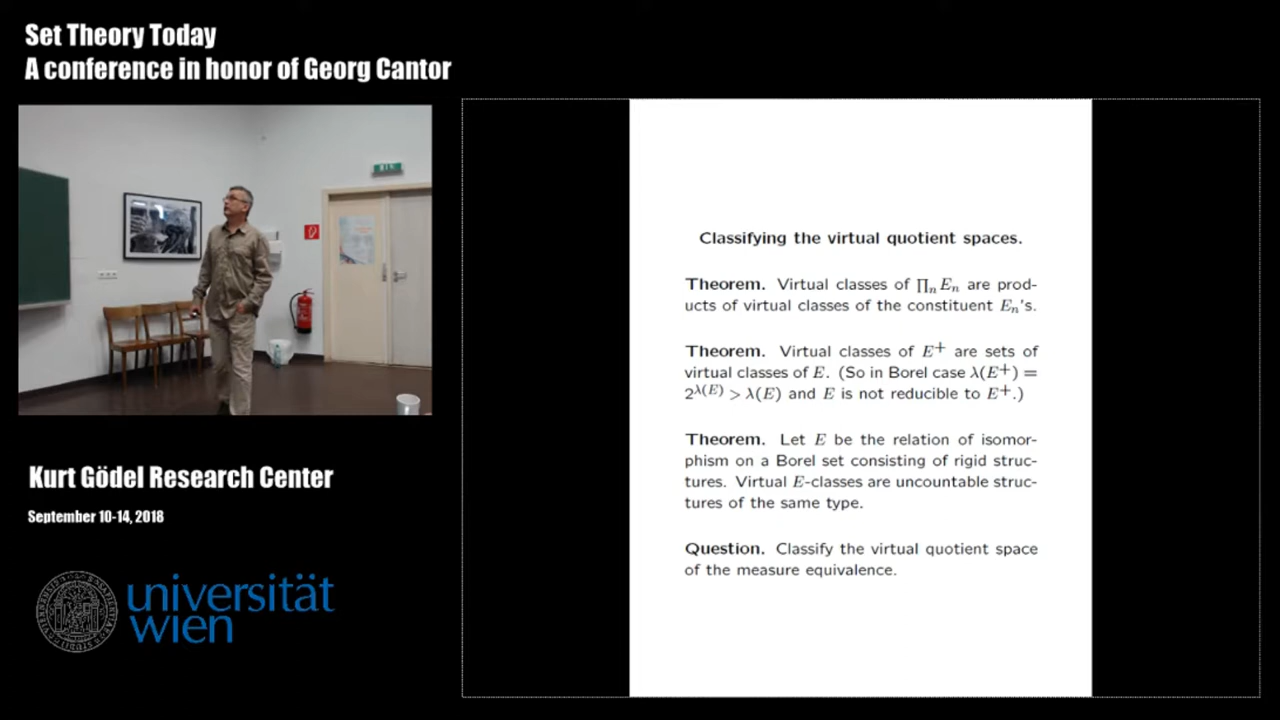 Set Theory Today
A conference in honor of Georg Cantor
Classifying the virtual quotient spaces.
Theorem. Virtual classes of ∏ₙ Eₙ are prod-
ucts of virtual classes of the constituent Eₙ's.
Theorem. Virtual classes of E⁺ are sets of
virtual classes of E. (So in Borel case λ(E⁺) =
2^λ(E) > λ(E) and E is not reducible to E⁺.)
Theorem. Let E be the relation of isomor-
phism on a Borel set consisting of rigid struc-
tures. Virtual E-classes are uncountable struc-
tures of the same type.
Question. Classify the virtual quotient space
of the measure equivalence.
Kurt Gödel Research Center
September 10-14, 2018
universität
wien